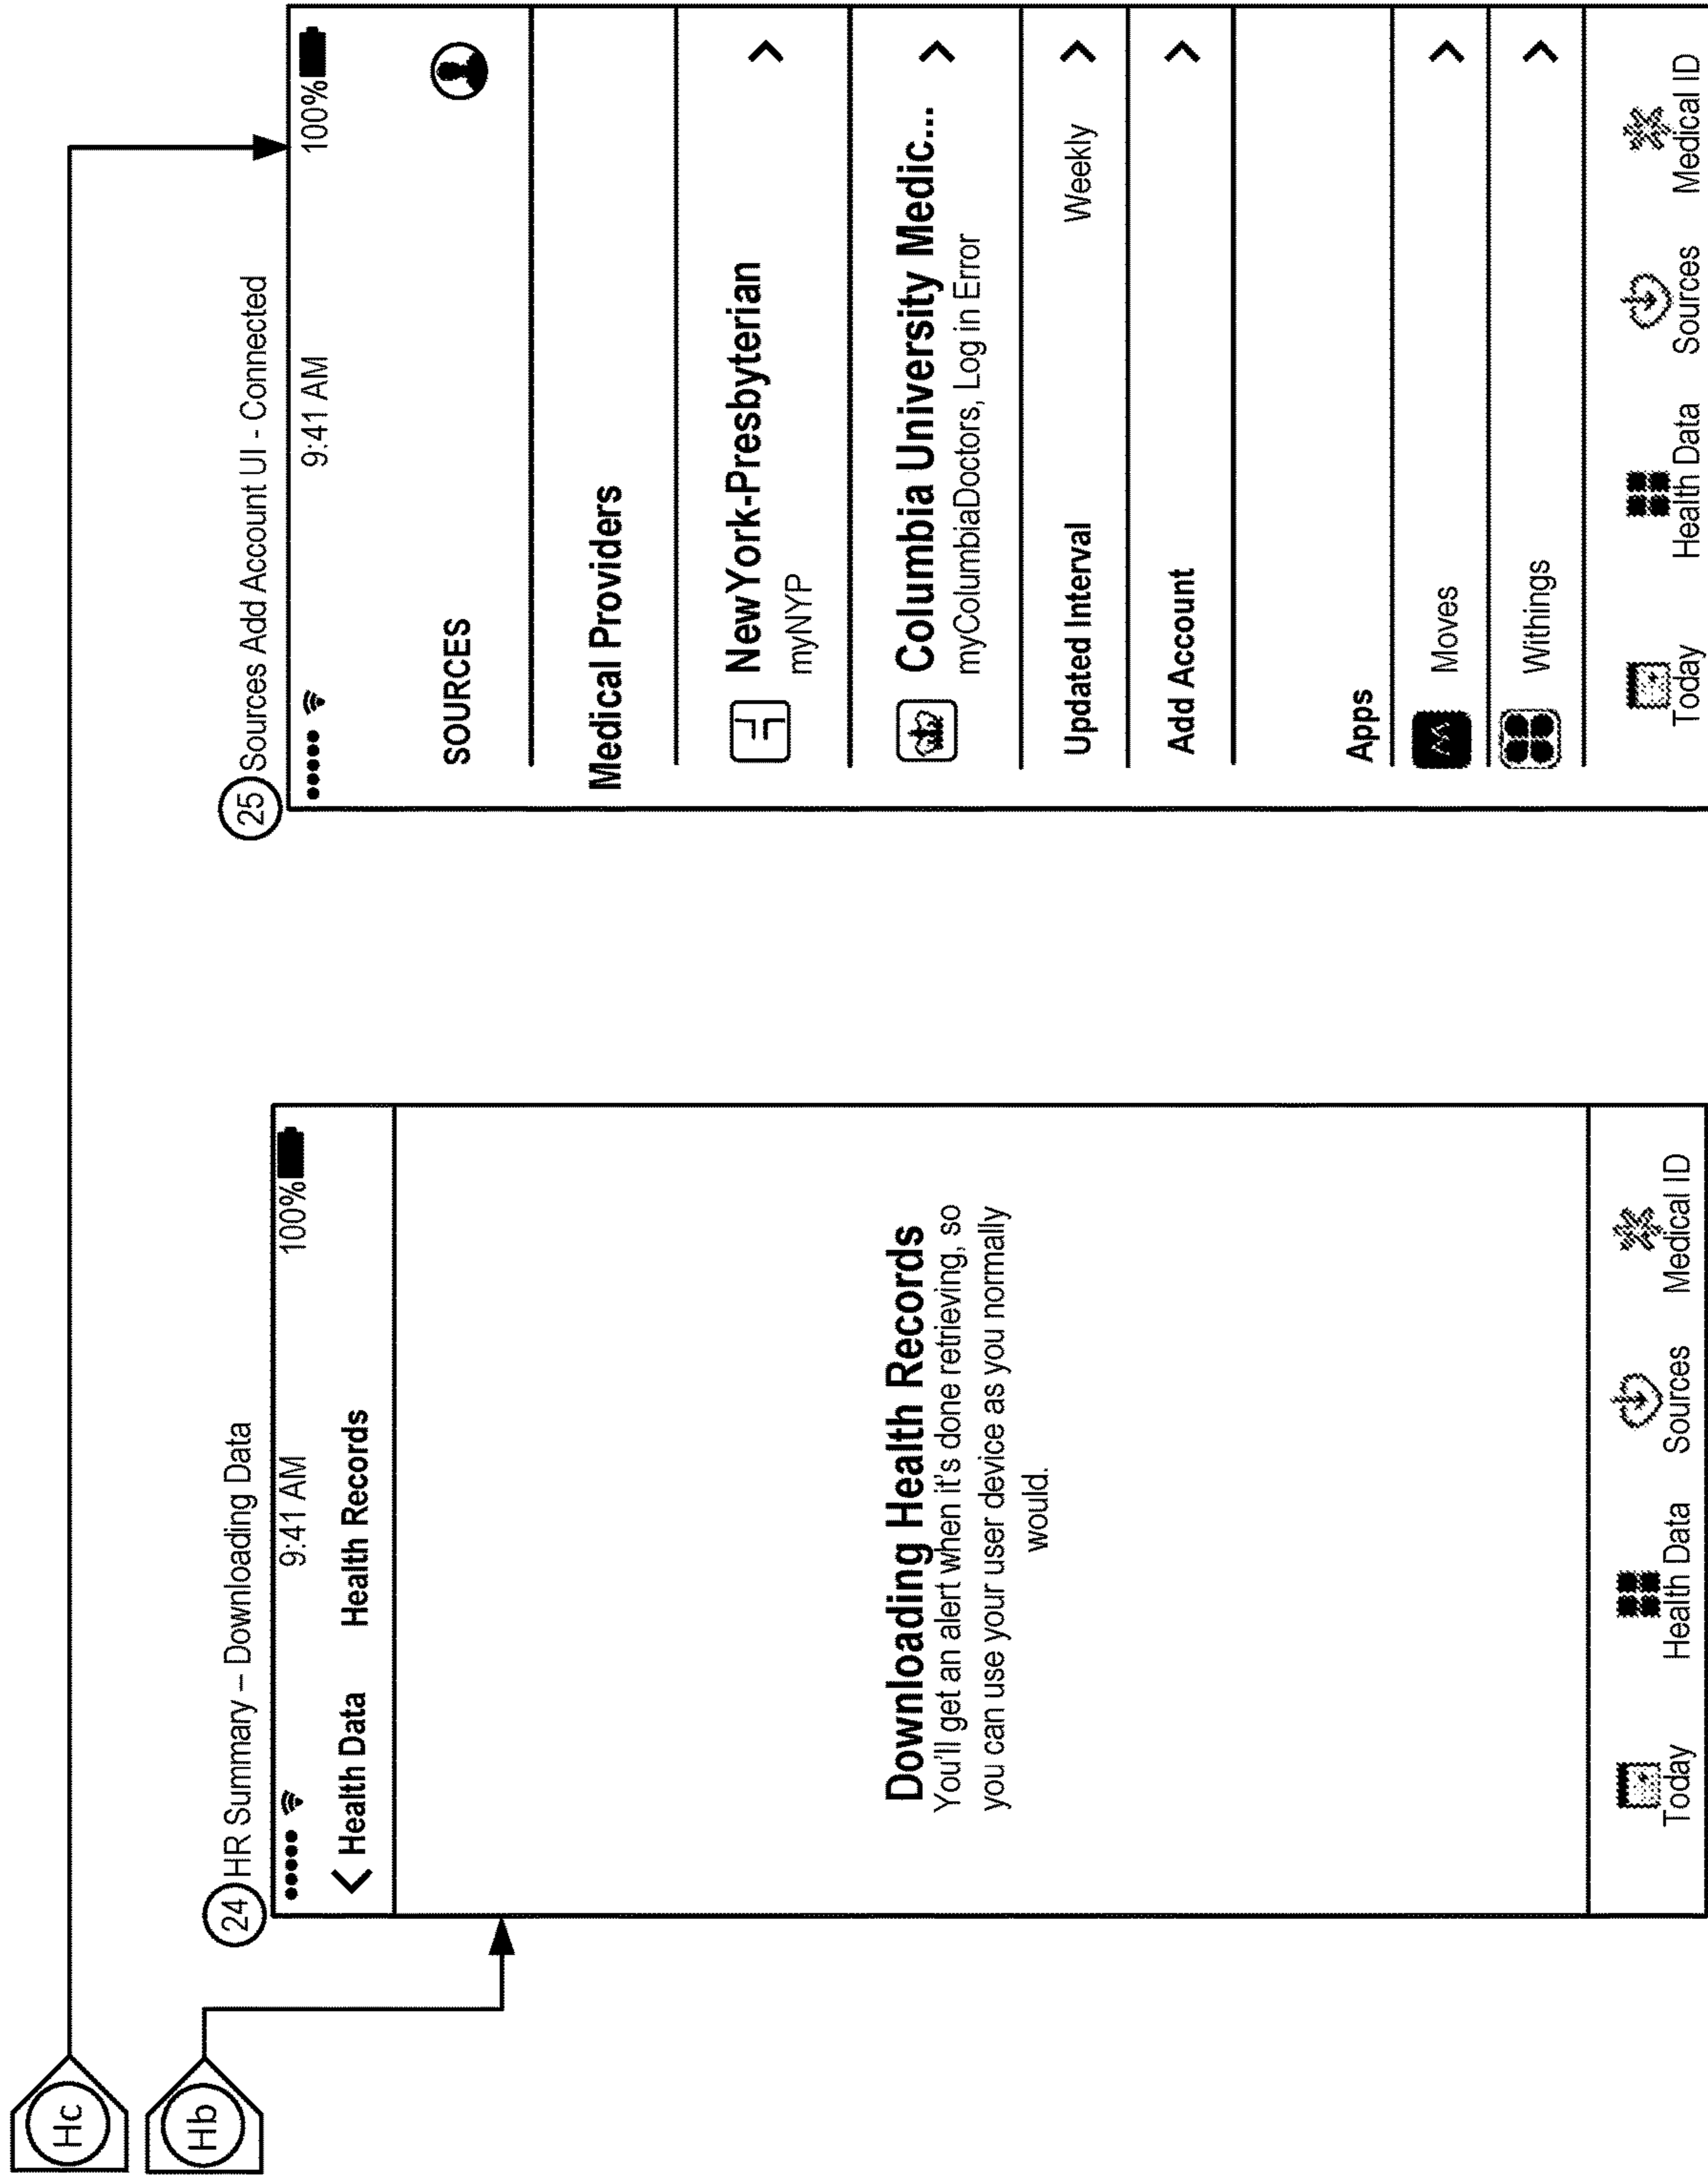 Hc
Hb
24 HR Summary – Downloading Data
9:41 AM 100%
Health Data Health Records
Downloading Health Records
You'll get an alert when it's done retrieving, so
you can use your user device as you normally
would.
Today Health Data Sources Medical ID
25 Sources Add Account UI - Connected
9:41 AM 100%
SOURCES
Medical Providers
NewYork-Presbyterian
myNYP
Columbia University Medic...
myColumbiaDoctors, Log in Error
Updated Interval Weekly
Add Account
Apps
Moves
Withings
Today Health Data Sources Medical ID